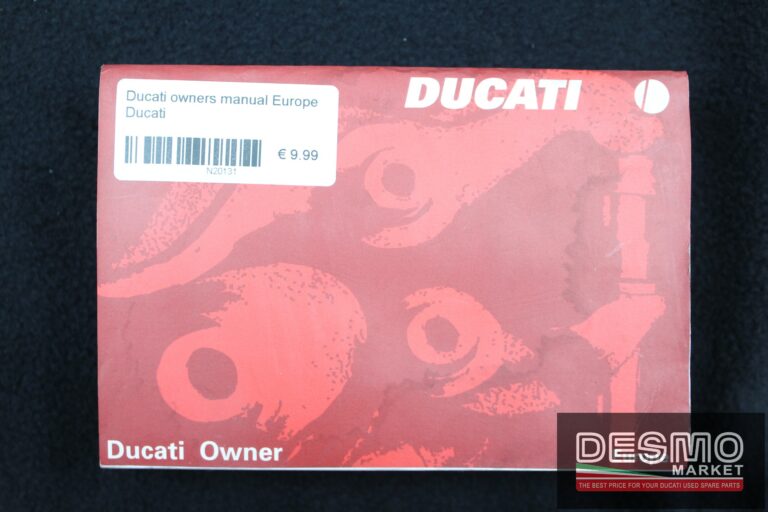 Ducati owners manual Europe
Ducati
€ 9.99
N20131
DUCATI
Ducati Owner
Europe
DESMO
MARKET
THE BEST PRICE FOR YOUR DUCATI USED SPARE PARTS